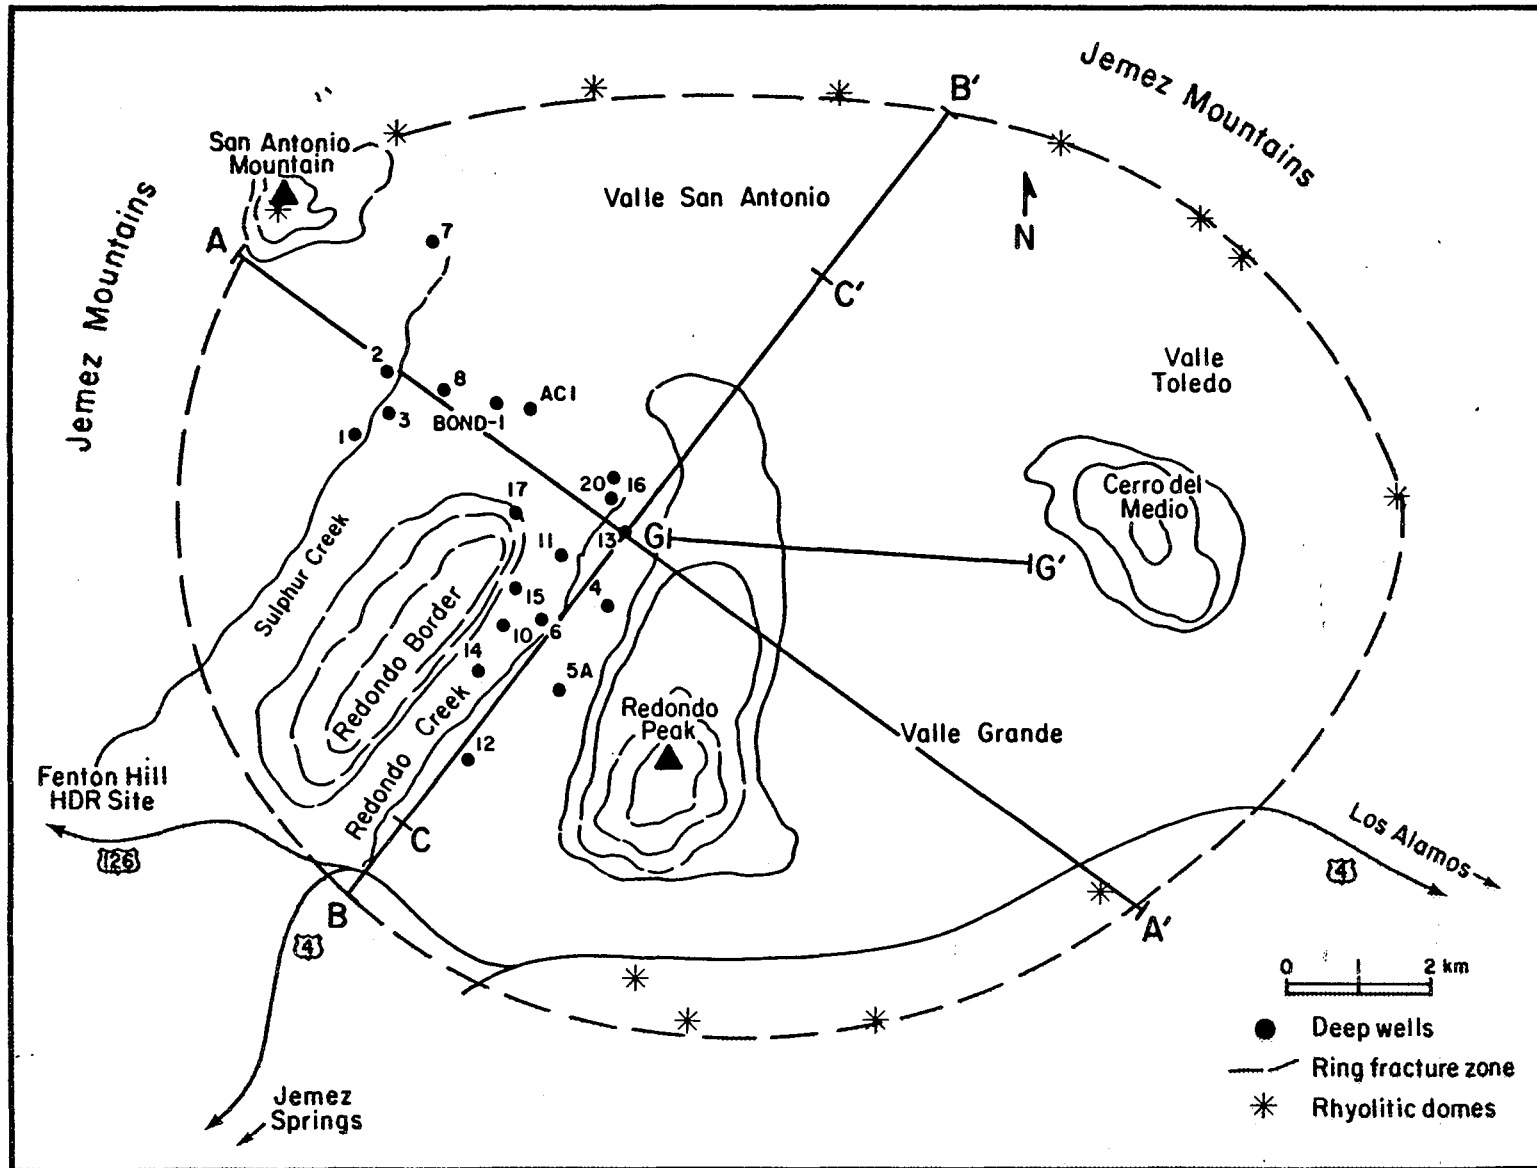 Jemez Mountains
B'
San Antonio
Mountain
Jemez Mountains
Valle San Antonio
N
A
7
C'
2
8
AC1
BOND-1
3
1
Valle
Toledo
20
16
17
13
G
G'
11
Cerro del
Medio
Sulphur Creek
4
15
10
6
14
5A
Redondo Border
Redondo Creek
Redondo
Peak
12
Valle Grande
Fenton Hill
HDR Site
126
C
B
4
Los Alamos
4
A'
0 1 2 km
Deep wells
Ring fracture zone
Rhyolitic domes
Jemez
Springs